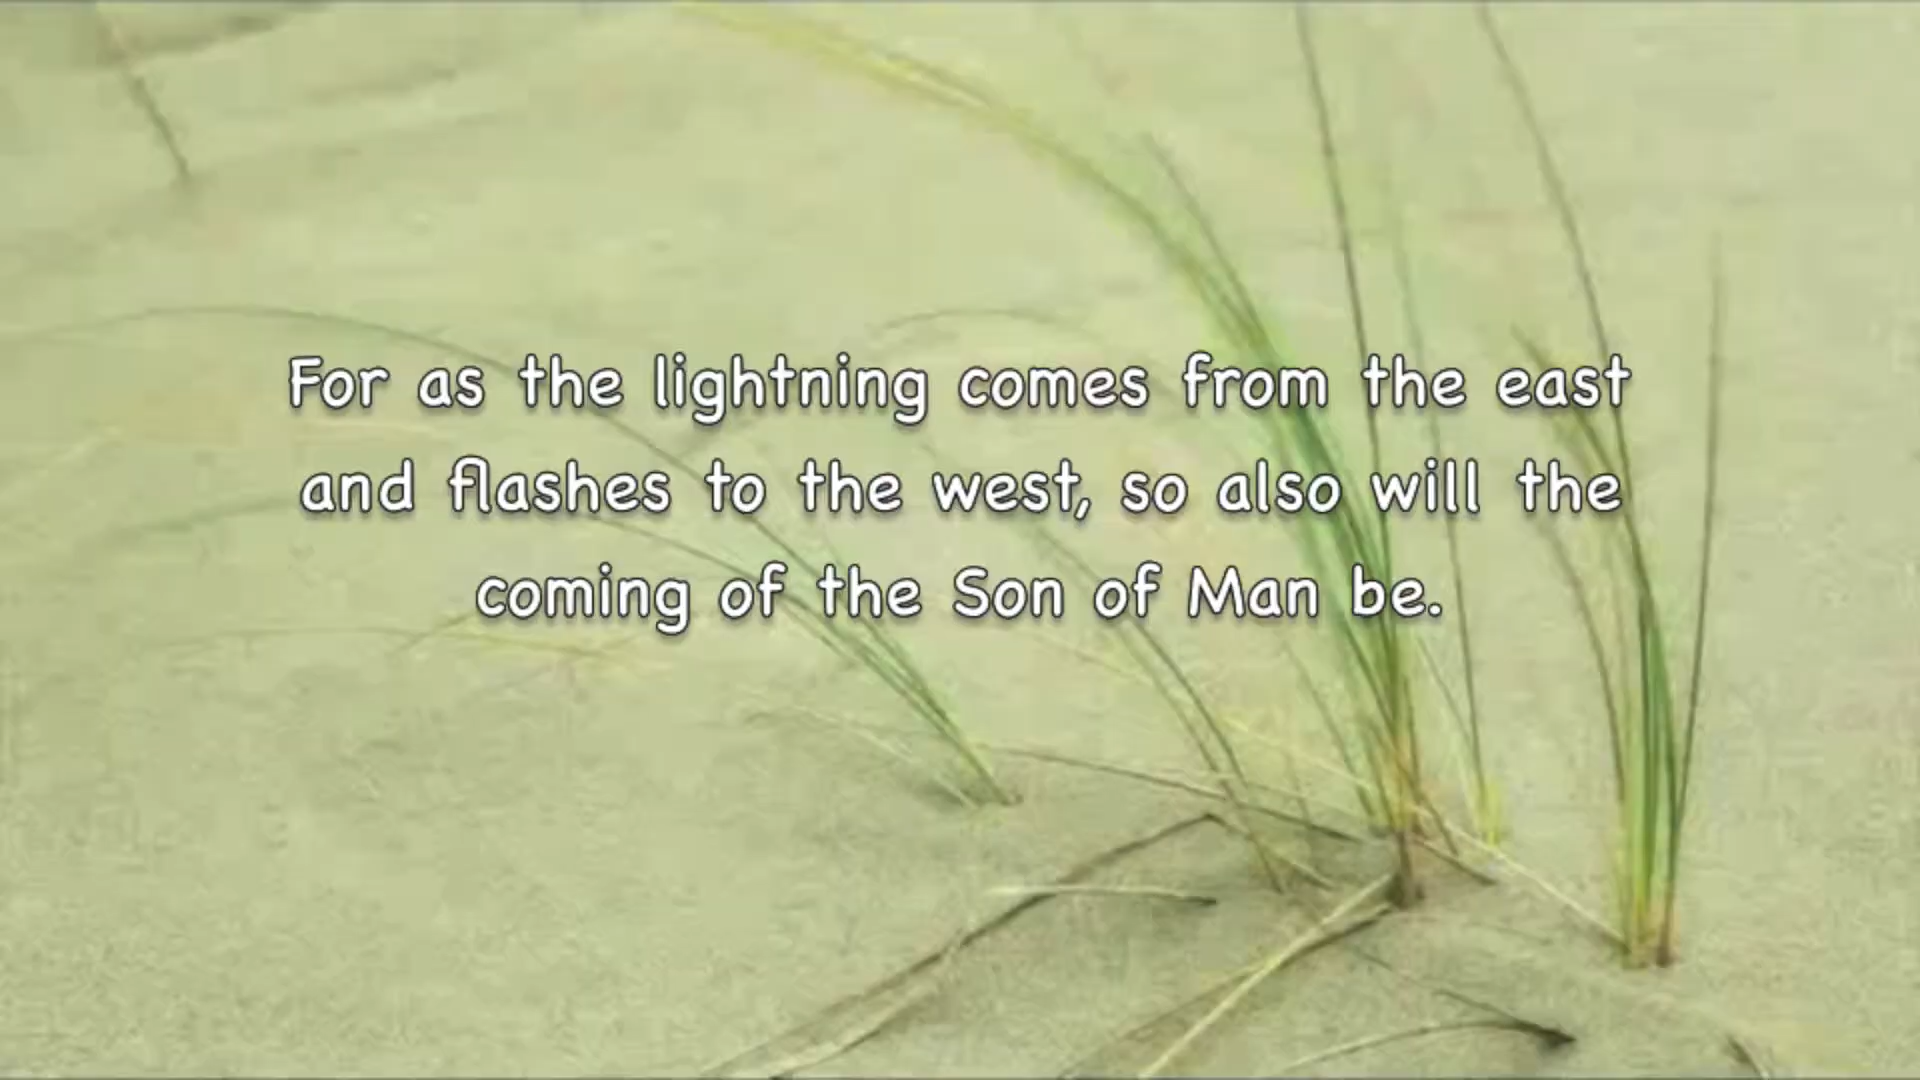 For as the lightning comes from the east
and flashes to the west, so also will the
coming of the Son of Man be.